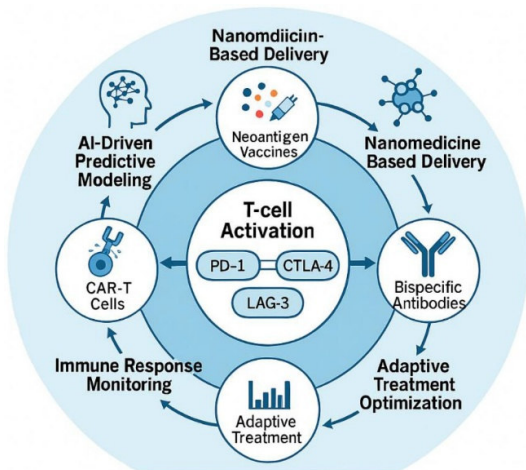 Nanomdiicın-
Based Delivery
Neoantigen
Vaccines
AI-Driven
Predictive
Modeling
Nanomedicine
Based Delivery
T-cell
Activation
PD-1
CTLA-4
LAG-3
CAR-T
Cells
Bispecific
Antibodies
Immune Response
Monitoring
Adaptive
Treatment
Adaptive
Treatment
Optimization